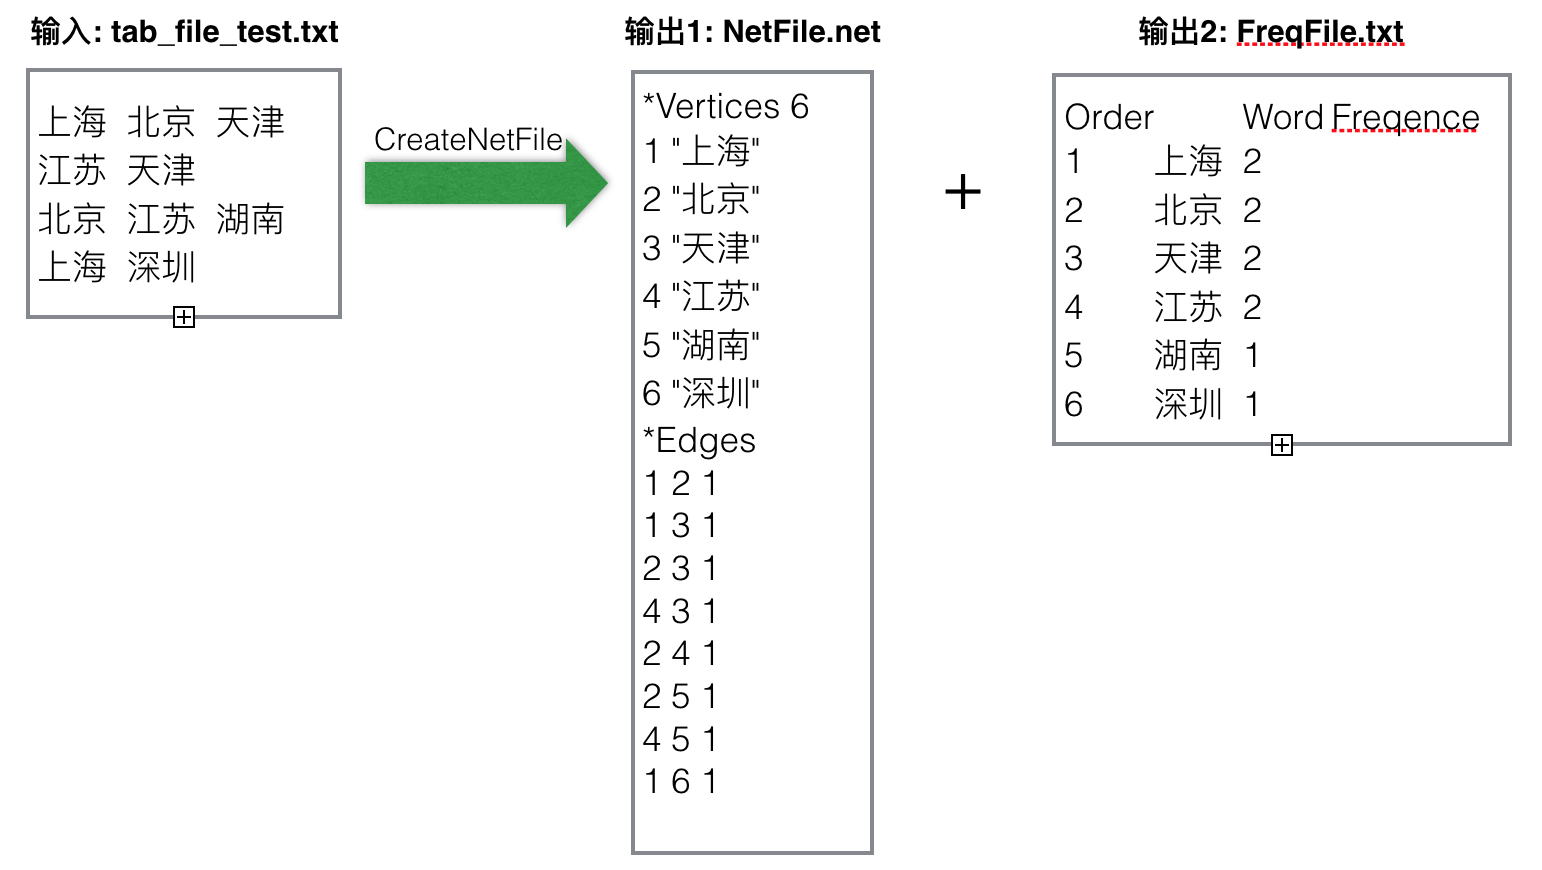 输入: tab_file_test.txt
上海 北京 天津
江苏 天津
北京 江苏 湖南
上海 深圳
CreateNetFile
输出1: NetFile.net
*Vertices 6
1 "上海"
2 "北京"
3 "天津"
4 "江苏"
5 "湖南"
6 "深圳"
*Edges
1 2 1
1 3 1
2 3 1
4 3 1
2 4 1
2 5 1
4 5 1
1 6 1
+
输出2: FreqFile.txt
Order Word Freqence
1 上海 2
2 北京 2
3 天津 2
4 江苏 2
5 湖南 1
6 深圳 1